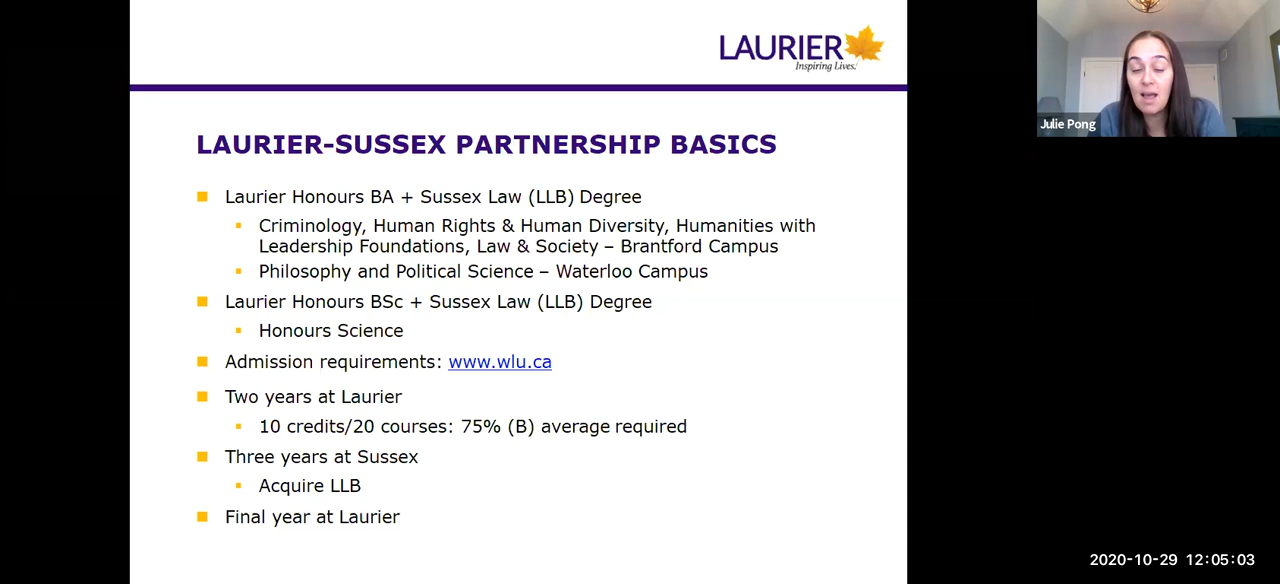 LAURIER
Inspiring Lives.
Julie Pong
LAURIER-SUSSEX PARTNERSHIP BASICS
Laurier Honours BA + Sussex Law (LLB) Degree
Criminology, Human Rights & Human Diversity, Humanities with
Leadership Foundations, Law & Society – Brantford Campus
Philosophy and Political Science – Waterloo Campus
Laurier Honours BSc + Sussex Law (LLB) Degree
Honours Science
Admission requirements: www.wlu.ca
Two years at Laurier
10 credits/20 courses: 75% (B) average required
Three years at Sussex
Acquire LLB
Final year at Laurier
2020-10-29 12:05:03